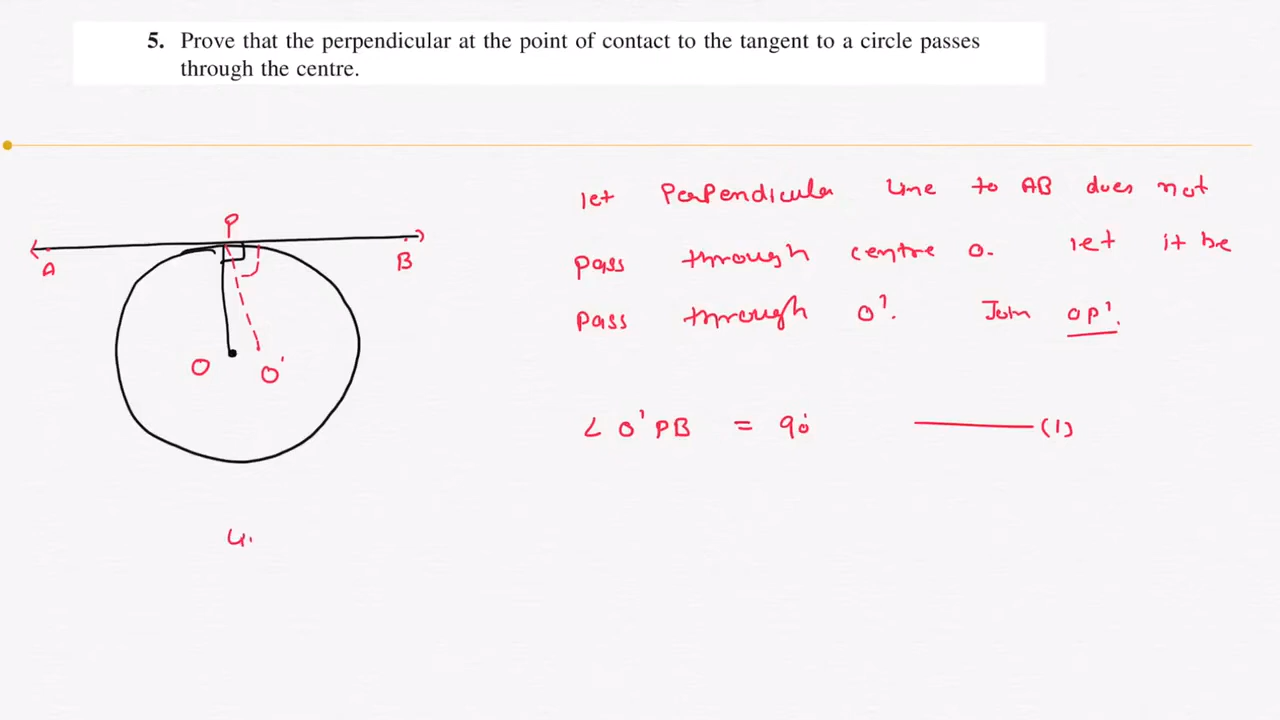 5. Prove that the perpendicular at the point of contact to the tangent to a circle passes
through the centre.
let perpendicular line to AB does not
pass through centre O. let it be
pass through O'. Join OP'.
∠ O'PB = 90° ——— (1)
P
A
B
O
O'
4.